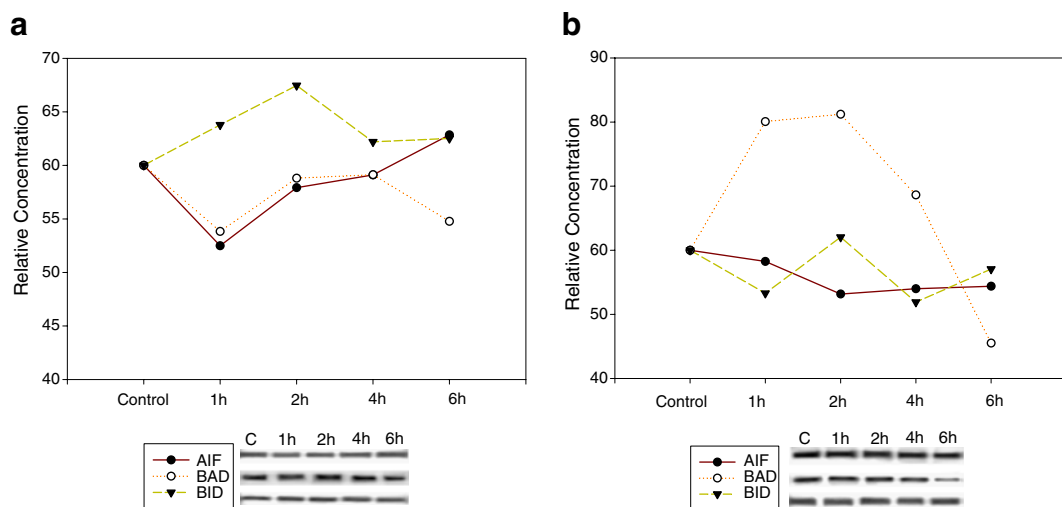 a
70
65
60
55
50
45
40
Relative Concentration
Control 1h 2h 4h 6h
AIF
BAD
BID
C 1h 2h 4h 6h
b
90
80
70
60
50
40
Relative Concentration
Control 1h 2h 4h 6h
AIF
BAD
BID
C 1h 2h 4h 6h